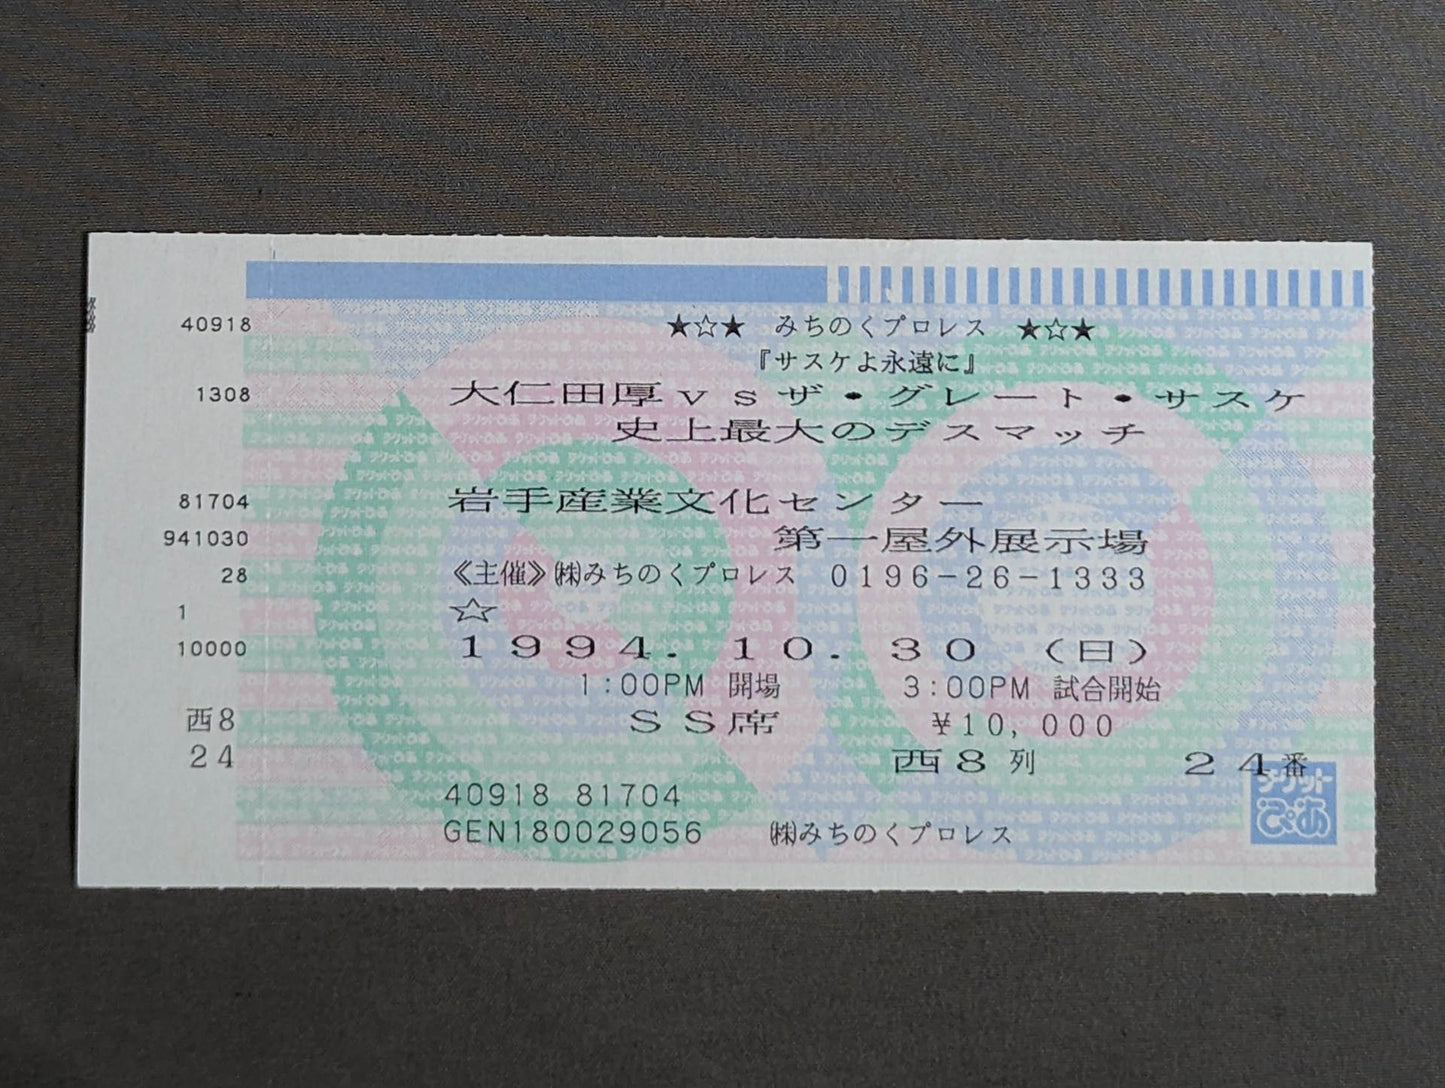 40918
1308
81704
941030
28
1
10000
西8
24
★☆★ みちのくプロレス ★☆★
『サスケよ永遠に』
大仁田厚vsザ・グレート・サスケ
史上最大のデスマッチ
岩手産業文化センター
第一屋外展示場
《主催》㈱みちのくプロレス 0196-26-1333
☆
1994.10.30(日)
1:00PM 開場 3:00PM 試合開始
SS席 ¥10,000
西8列 24番
40918 81704
GEN180029056 ㈱みちのくプロレス
チケット
ぴあ